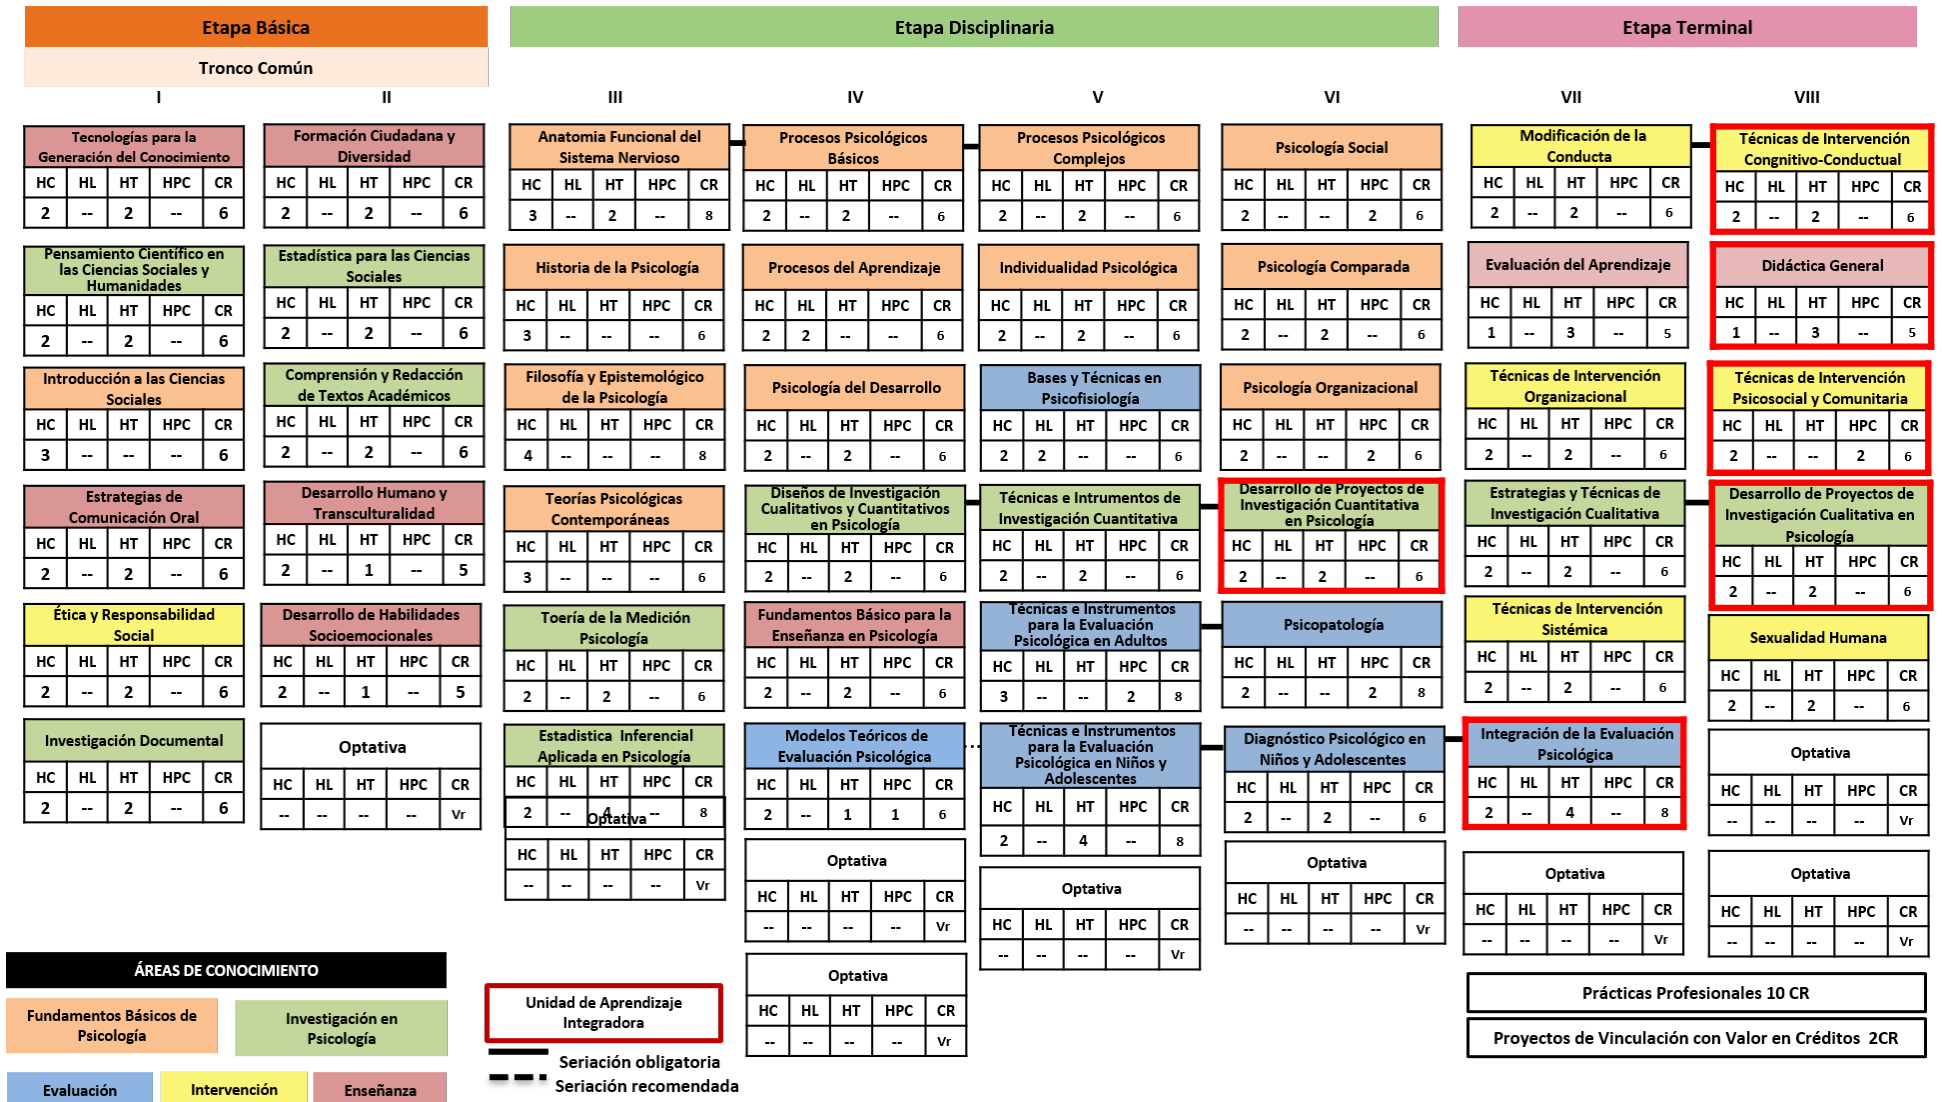 Etapa Básica
Etapa Disciplinaria
Etapa Terminal
Tronco Común
I
II
III
IV
V
VI
VII
VIII
Tecnologías para la
Generación del Conocimiento
HC HL HT HPC CR
2 -- 2 -- 6
Pensamiento Científico en
las Ciencias Sociales y
Humanidades
HC HL HT HPC CR
2 -- 2 -- 6
Introducción a las Ciencias
Sociales
HC HL HT HPC CR
3 -- -- -- 6
Estrategias de
Comunicación Oral
HC HL HT HPC CR
2 -- 2 -- 6
Ética y Responsabilidad
Social
HC HL HT HPC CR
2 -- 2 -- 6
Investigación Documental
HC HL HT HPC CR
2 -- 2 -- 6
Formación Ciudadana y
Diversidad
HC HL HT HPC CR
2 -- 2 -- 6
Estadística para las Ciencias
Sociales
HC HL HT HPC CR
2 -- 2 -- 6
Comprensión y Redacción
de Textos Académicos
HC HL HT HPC CR
2 -- 2 -- 6
Desarrollo Humano y
Transculturalidad
HC HL HT HPC CR
2 -- 1 -- 5
Desarrollo de Habilidades
Socioemocionales
HC HL HT HPC CR
2 -- 1 -- 5
Optativa
HC HL HT HPC CR
-- -- -- -- Vr
Anatomia Funcional del
Sistema Nervioso
HC HL HT HPC CR
3 -- 2 -- 8
Historia de la Psicología
HC HL HT HPC CR
3 -- -- -- 6
Filosofía y Epistemológico
de la Psicología
HC HL HT HPC CR
4 -- -- -- 8
Teorías Psicológicas
Contemporáneas
HC HL HT HPC CR
3 -- -- -- 6
Toería de la Medición
Psicología
HC HL HT HPC CR
2 -- 2 -- 6
Estadistica Inferencial
Aplicada en Psicología
HC HL HT HPC CR
2 -- 4 -- 8
Optativa
HC HL HT HPC CR
-- -- -- -- Vr
Procesos Psicológicos
Básicos
HC HL HT HPC CR
2 -- 2 -- 6
Procesos del Aprendizaje
HC HL HT HPC CR
2 2 -- -- 6
Psicología del Desarrollo
HC HL HT HPC CR
2 -- 2 -- 6
Diseños de Investigación
Cualitativos y Cuantitativos
en Psicología
HC HL HT HPC CR
2 -- 2 -- 6
Fundamentos Básico para la
Enseñanza en Psicología
HC HL HT HPC CR
2 -- 2 -- 6
Modelos Teóricos de
Evaluación Psicológica
HC HL HT HPC CR
2 -- 1 1 6
Optativa
HC HL HT HPC CR
-- -- -- -- Vr
Optativa
HC HL HT HPC CR
-- -- -- -- Vr
Procesos Psicológicos
Complejos
HC HL HT HPC CR
2 -- 2 -- 6
Individualidad Psicológica
HC HL HT HPC CR
2 -- 2 -- 6
Bases y Técnicas en
Psicofisiología
HC HL HT HPC CR
2 2 -- -- 6
Técnicas e Intrumentos de
Investigación Cuantitativa
HC HL HT HPC CR
2 -- 2 -- 6
Técnicas e Instrumentos
para la Evaluación
Psicológica en Adultos
HC HL HT HPC CR
3 -- -- 2 8
Técnicas e Instrumentos
para la Evaluación
Psicológica en Niños y
Adolescentes
HC HL HT HPC CR
2 -- 4 -- 8
Optativa
HC HL HT HPC CR
-- -- -- -- Vr
Psicología Social
HC HL HT HPC CR
2 -- -- 2 6
Psicología Comparada
HC HL HT HPC CR
2 -- 2 -- 6
Psicología Organizacional
HC HL HT HPC CR
2 -- -- 2 6
Desarrollo de Proyectos de
Investigación Cuantitativa
en Psicología
HC HL HT HPC CR
2 -- 2 -- 6
Psicopatología
HC HL HT HPC CR
2 -- -- 2 8
Diagnóstico Psicológico en
Niños y Adolescentes
HC HL HT HPC CR
2 -- 2 -- 6
Optativa
HC HL HT HPC CR
-- -- -- -- Vr
Modificación de la
Conducta
HC HL HT HPC CR
2 -- 2 -- 6
Evaluación del Aprendizaje
HC HL HT HPC CR
1 -- 3 -- 5
Técnicas de Intervención
Organizacional
HC HL HT HPC CR
2 -- 2 -- 6
Estrategias y Técnicas de
Investigación Cualitativa
HC HL HT HPC CR
2 -- 2 -- 6
Técnicas de Intervención
Sistémica
HC HL HT HPC CR
2 -- 2 -- 6
Integración de la Evaluación
Psicológica
HC HL HT HPC CR
2 -- 4 -- 8
Optativa
HC HL HT HPC CR
-- -- -- -- Vr
Técnicas de Intervención
Congnitivo-Conductual
HC HL HT HPC CR
2 -- 2 -- 6
Didáctica General
HC HL HT HPC CR
1 -- 3 -- 5
Técnicas de Intervención
Psicosocial y Comunitaria
HC HL HT HPC CR
2 -- -- 2 6
Desarrollo de Proyectos de
Investigación Cualitativa en
Psicología
HC HL HT HPC CR
2 -- 2 -- 6
Sexualidad Humana
HC HL HT HPC CR
2 -- 2 -- 6
Optativa
HC HL HT HPC CR
-- -- -- -- Vr
Optativa
HC HL HT HPC CR
-- -- -- -- Vr
ÁREAS DE CONOCIMIENTO
Fundamentos Básicos de
Psicología
Investigación en
Psicología
Evaluación
Intervención
Enseñanza
Unidad de Aprendizaje
Integradora
Seriación obligatoria
Seriación recomendada
Prácticas Profesionales 10 CR
Proyectos de Vinculación con Valor en Créditos 2CR